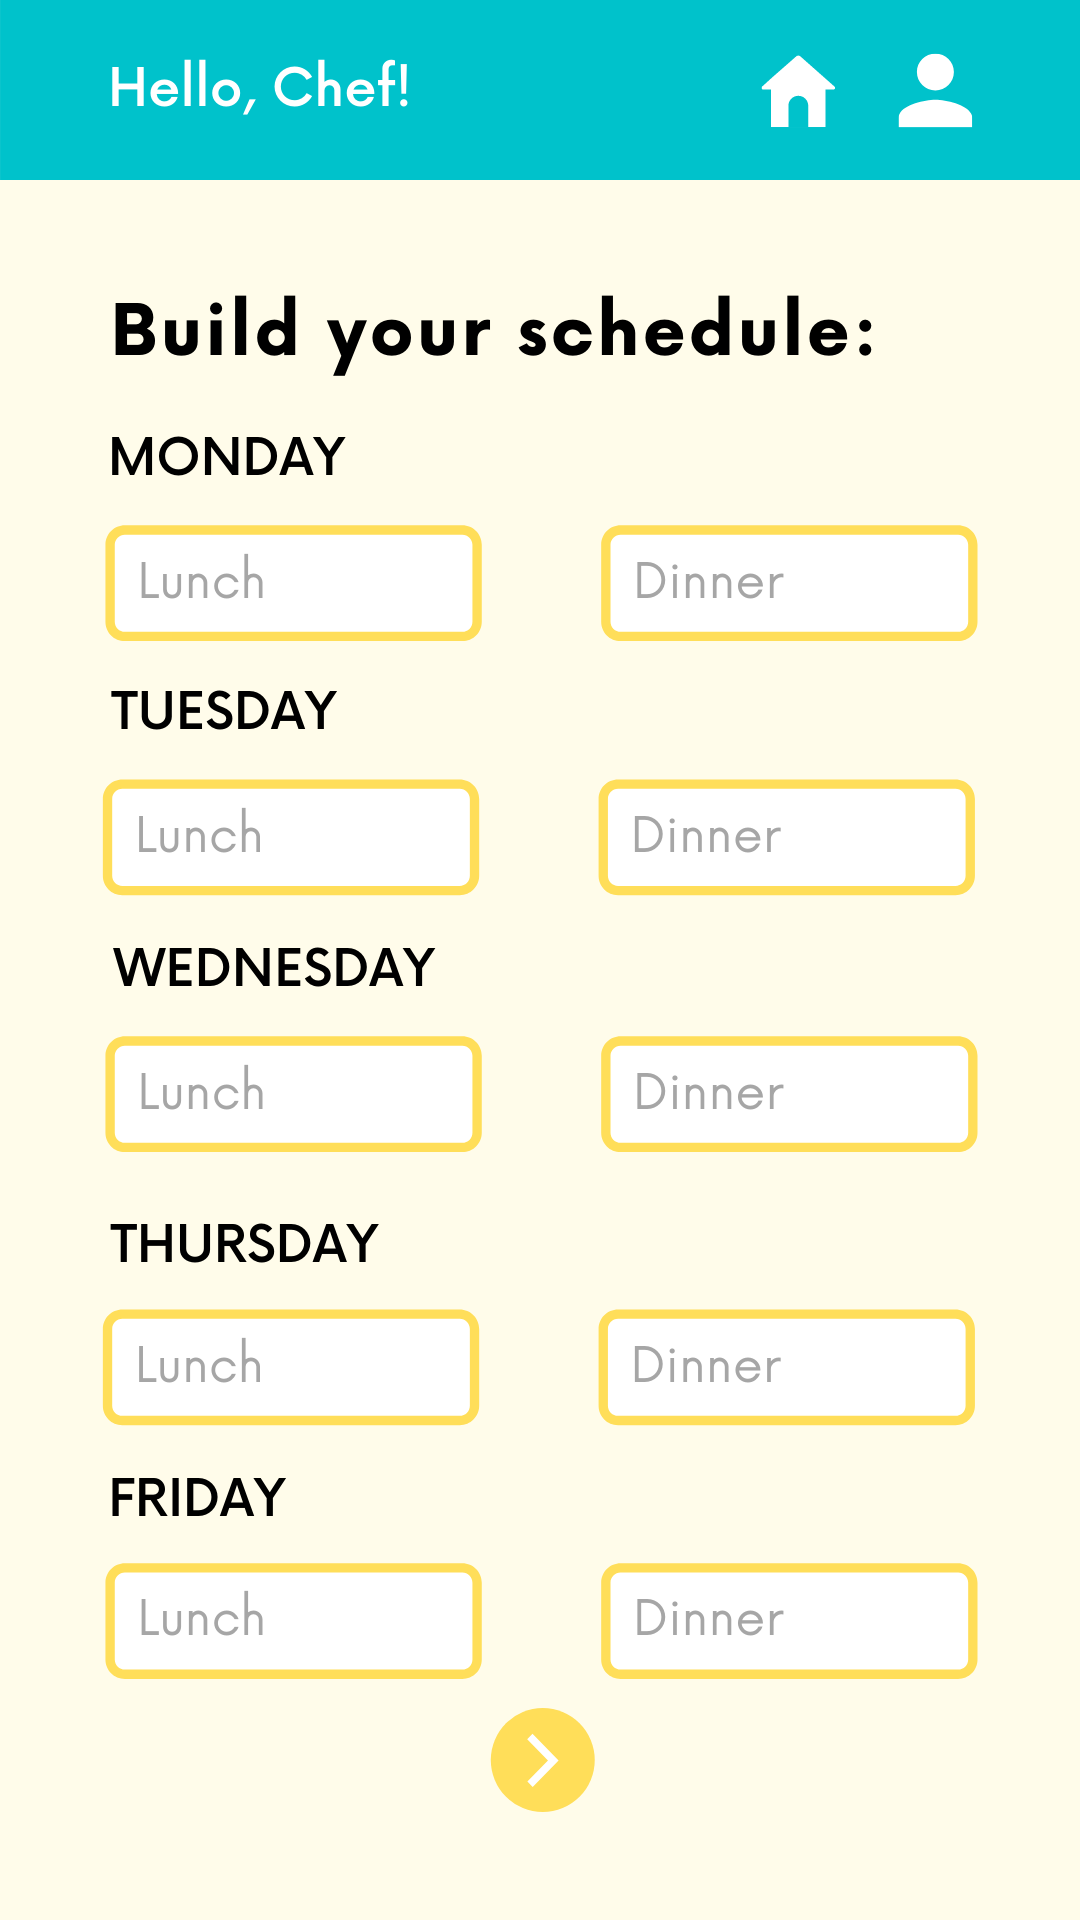 Hello, Chef!
Build your schedule:
MONDAY
Lunch Dinner
TUESDAY
Lunch Dinner
WEDNESDAY
Lunch Dinner
THURSDAY
Lunch Dinner
FRIDAY
Lunch Dinner